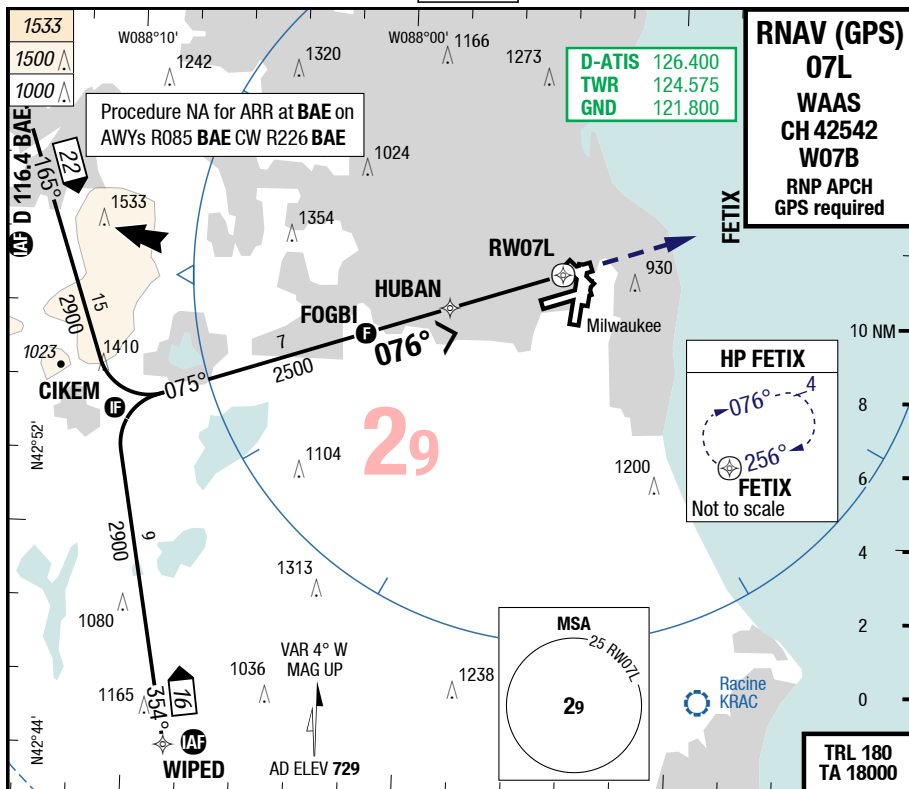 1533
1500
1000
W088°10'
1242
1320
W088°00'
1166
1273
D-ATIS 126.400
TWR 124.575
GND 121.800
RNAV (GPS)
07L
WAAS
CH 42542
W07B
RNP APCH
GPS required
Procedure NA for ARR at BAE on
AWYs R085 BAE CW R226 BAE
IAF D 116.4 BAE
165°
22
1024
1533
1354
FETIX
RW07L
930
HUBAN
FOGBI
F
076°
Milwaukee
15
2900
7
2500
1023
1410
CIKEM
IF
075°
10 NM
HP FETIX
076°
4
256°
FETIX
Not to scale
8
6
4
2
0
N42°52'
29
1104
1200
9
2900
1313
1080
MSA
25 RW07L
29
VAR 4° W
MAG UP
1036
1238
1165
16
354°
Racine
KRAC
N42°44'
IAF
WIPED
AD ELEV 729
TRL 180
TA 18000